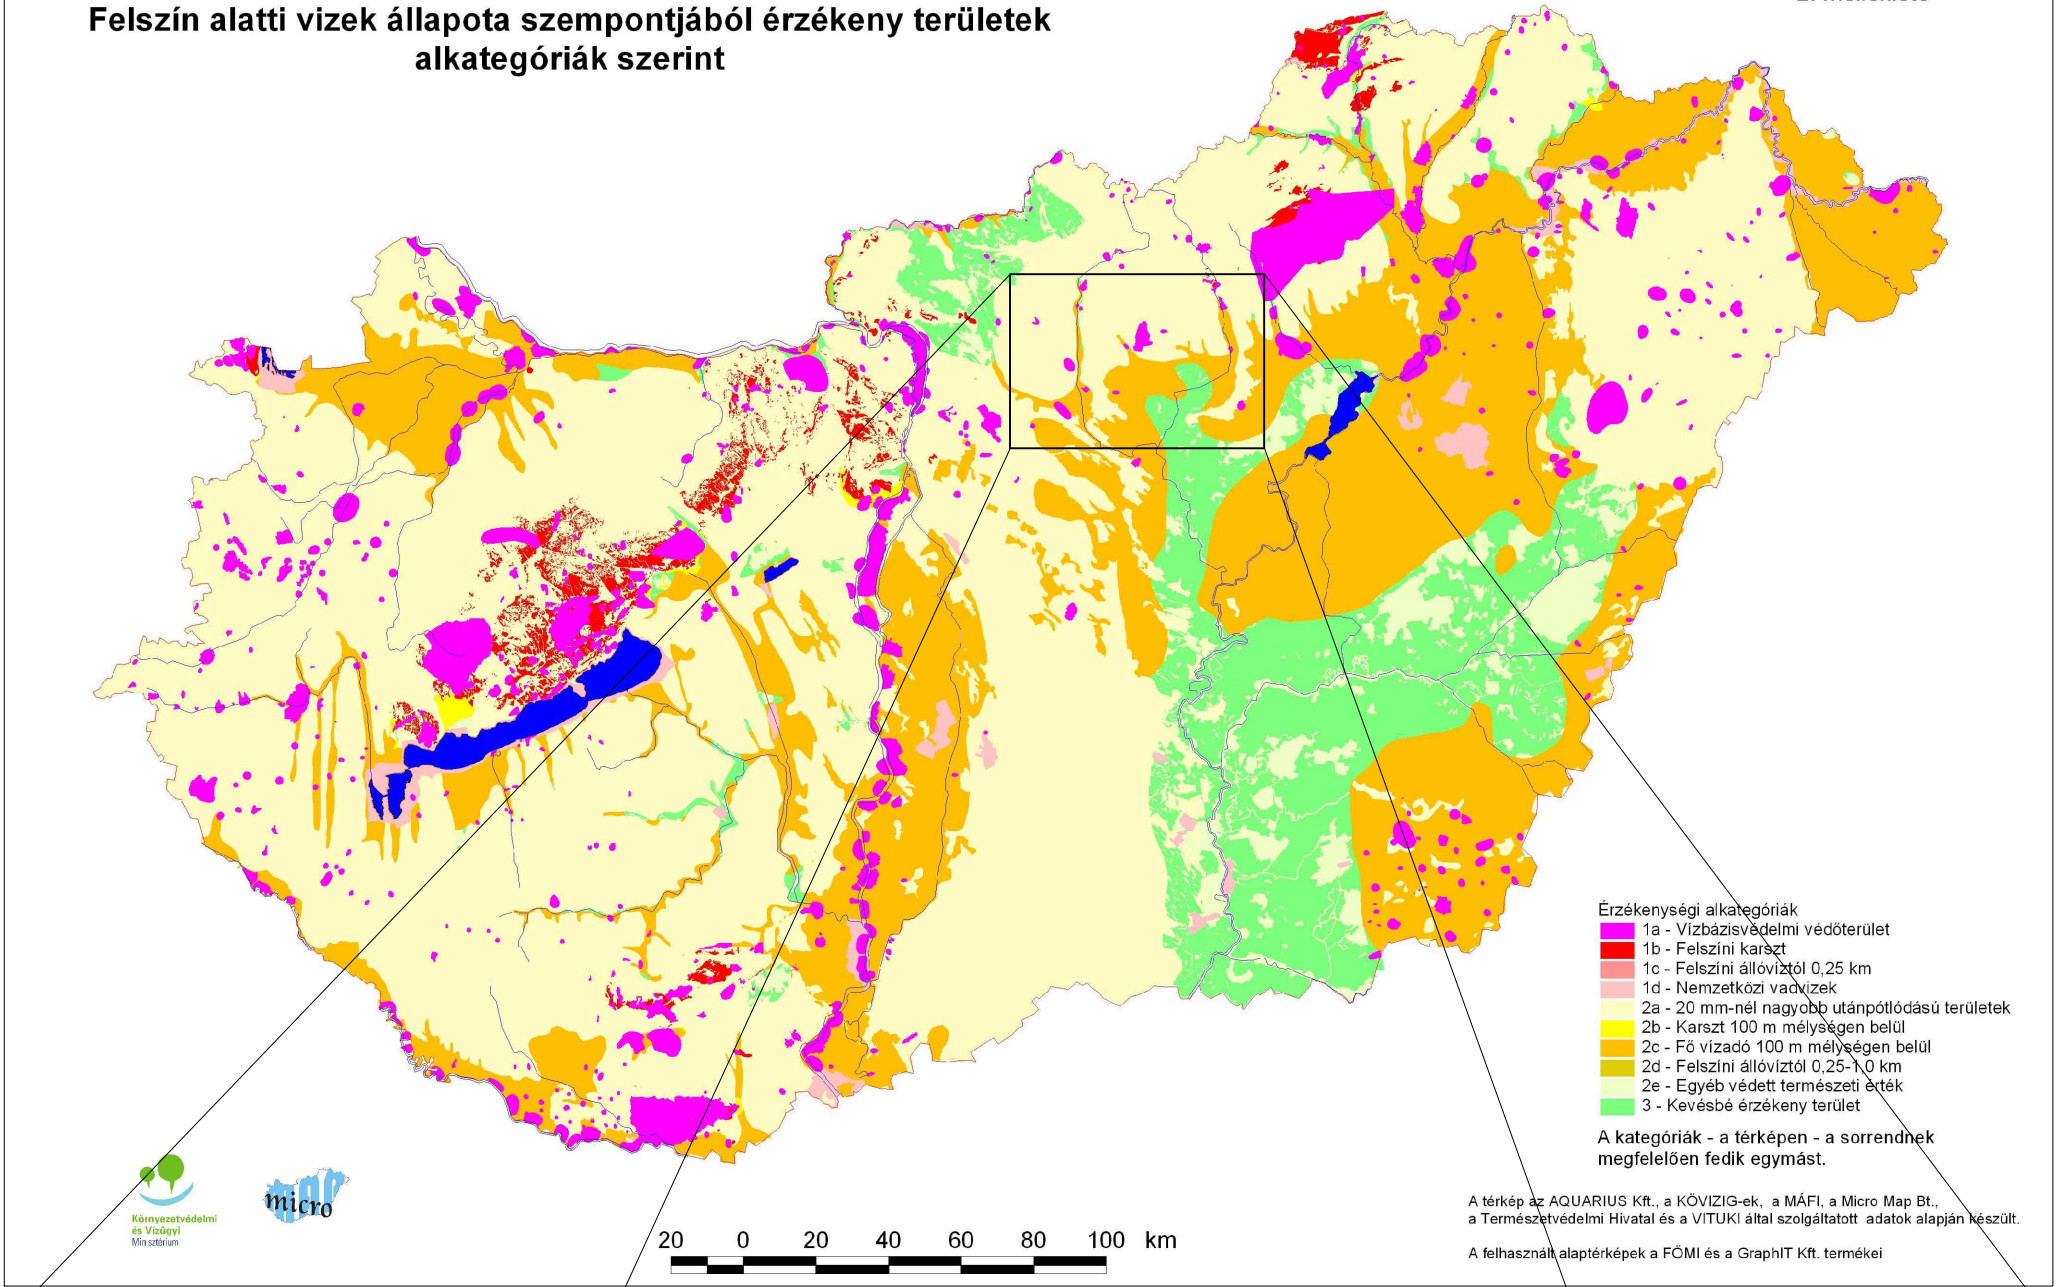 Felszín alatti vizek állapota szempontjából érzékeny területek
alkategóriák szerint
Érzékenységi alkategóriák
1a - Vízbázisvédelmi védőterület
1b - Felszíni karszt
1c - Felszíni állóvíztól 0,25 km
1d - Nemzetközi vadvizek
2a - 20 mm-nél nagyobb utánpótlódású területek
2b - Karszt 100 m mélységen belül
2c - Fő vízadó 100 m mélységen belül
2d - Felszíni állóvíztól 0,25-1,0 km
2e - Egyéb védett természeti érték
3 - Kevésbé érzékeny terület
A kategóriák - a térképen - a sorrendnek
megfelelően fedik egymást.
A térkép az AQUARIUS Kft., a KÖVIZIG-ek, a MÁFI, a Micro Map Bt.,
a Természetvédelmi Hivatal és a VITUKI által szolgáltatott adatok alapján készült.
A felhasznált alaptérképek a FÖMI és a GraphIT Kft. termékei
Környezetvédelmi
és Vízügyi
Minisztérium
map
micro
20 0 20 40 60 80 100 km